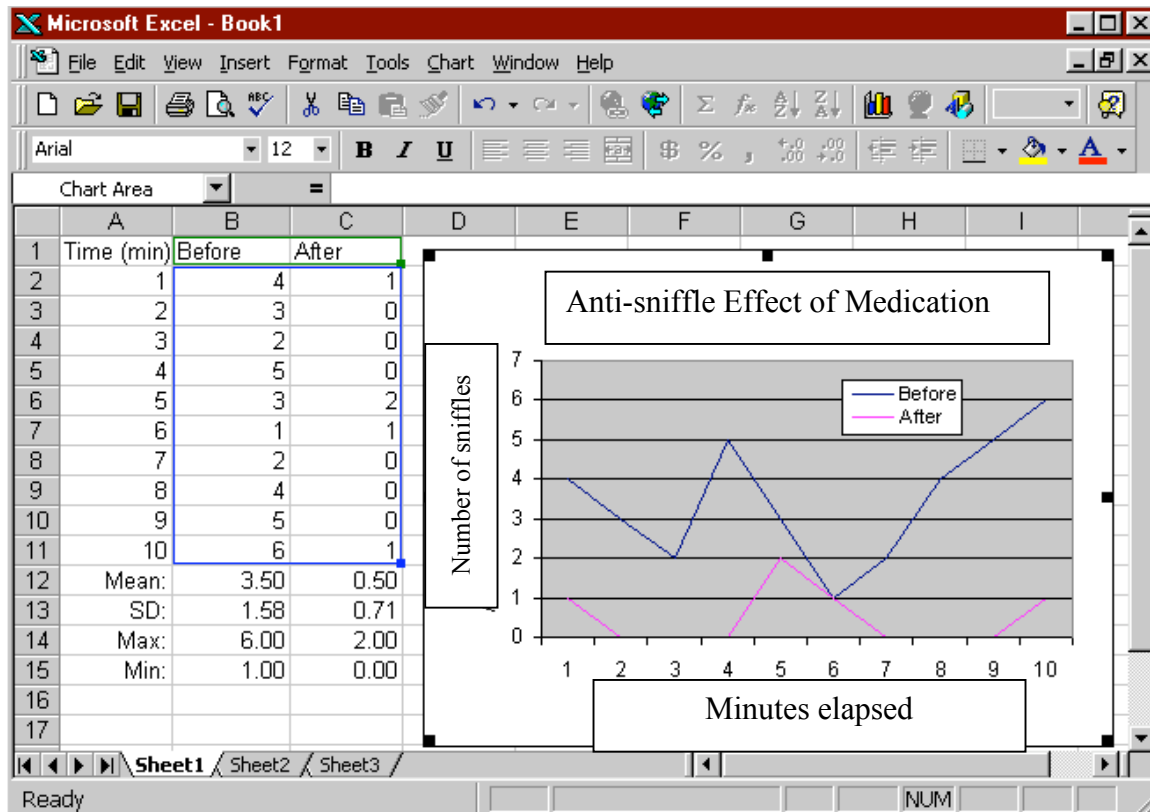 Microsoft Excel - Book1
File Edit View Insert Format Tools Chart Window Help
Arial 12 B I U $ % ,
Chart Area =
A B C D E F G H I
1 Time (min) Before After
2 1 4 1
3 2 3 0
4 3 2 0
5 4 5 0
6 5 3 2
7 6 1 1
8 7 2 0
9 8 4 0
10 9 5 0
11 10 6 1
12 Mean: 3.50 0.50
13 SD: 1.58 0.71
14 Max: 6.00 2.00
15 Min: 1.00 0.00
16
17
Anti-sniffle Effect of Medication
Number of sniffles
7
6
5
4
3
2
1
0
Before
After
1 2 3 4 5 6 7 8 9 10
Minutes elapsed
Sheet1 Sheet2 Sheet3
Ready NUM